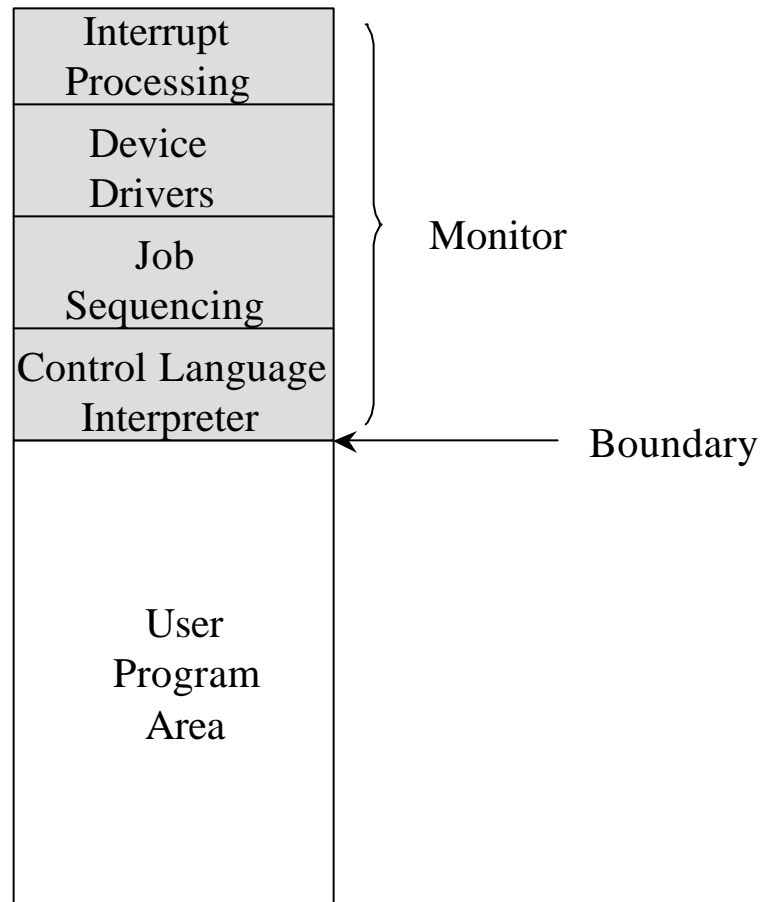 Interrupt
Processing
Device
Drivers
Job
Sequencing
Control Language
Interpreter
Monitor
Boundary
User
Program
Area